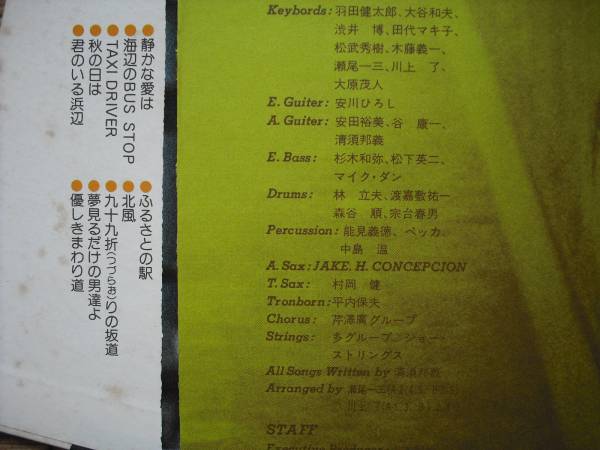 静かな愛は
海辺のBUS STOP
TAXI DRIVER
秋の日は
君のいる浜辺
ふるさとの駅
北風
九十九折(つづらお)りの坂道
夢見るだけの男達よ
優しきまわり道
Keybords: 羽田健太郎、大谷和夫、
渋井 博、田代マキ子、
松武秀樹、木藤義一、
瀬尾一三、川上 了、
大原茂人
E. Guiter: 安川ひろし
A. Guiter: 安田裕美、谷 康一、
清須邦義
E. Bass: 杉木和弥、松下英二、
マイク・ダン
Drums: 林 立夫、渡嘉敷祐一
森谷 順、宗台春男
Percussion: 能見義徳、ペッカ、
中島 温
A. Sax: JAKE. H. CONCEPCION
T. Sax: 村岡 健
Tronborn: 平内保夫
Chorus: 芹澤廣グループ
Strings: 多グループ/ジョー・
ストリングス
All Songs Written by 清須邦義
Arranged by 瀬尾一三
川上 了
STAFF
Executive Producer